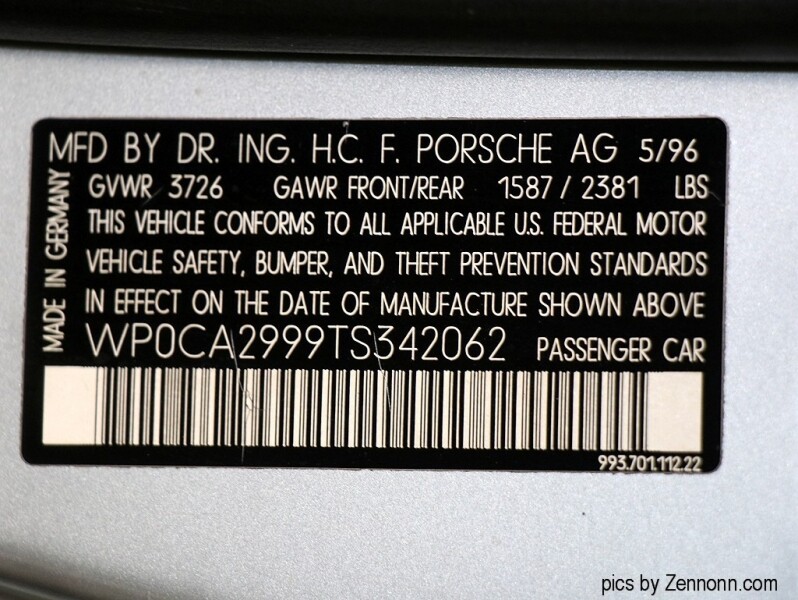 MFD BY DR. ING. H.C. F. PORSCHE AG 5/96
GVWR 3726 GAWR FRONT/REAR 1587 / 2381 LBS
THIS VEHICLE CONFORMS TO ALL APPLICABLE U.S. FEDERAL MOTOR
VEHICLE SAFETY, BUMPER, AND THEFT PREVENTION STANDARDS
IN EFFECT ON THE DATE OF MANUFACTURE SHOWN ABOVE
WP0CA2999TS342062 PASSENGER CAR
MADE IN GERMANY
993.701.112.22
pics by Zennonn.com